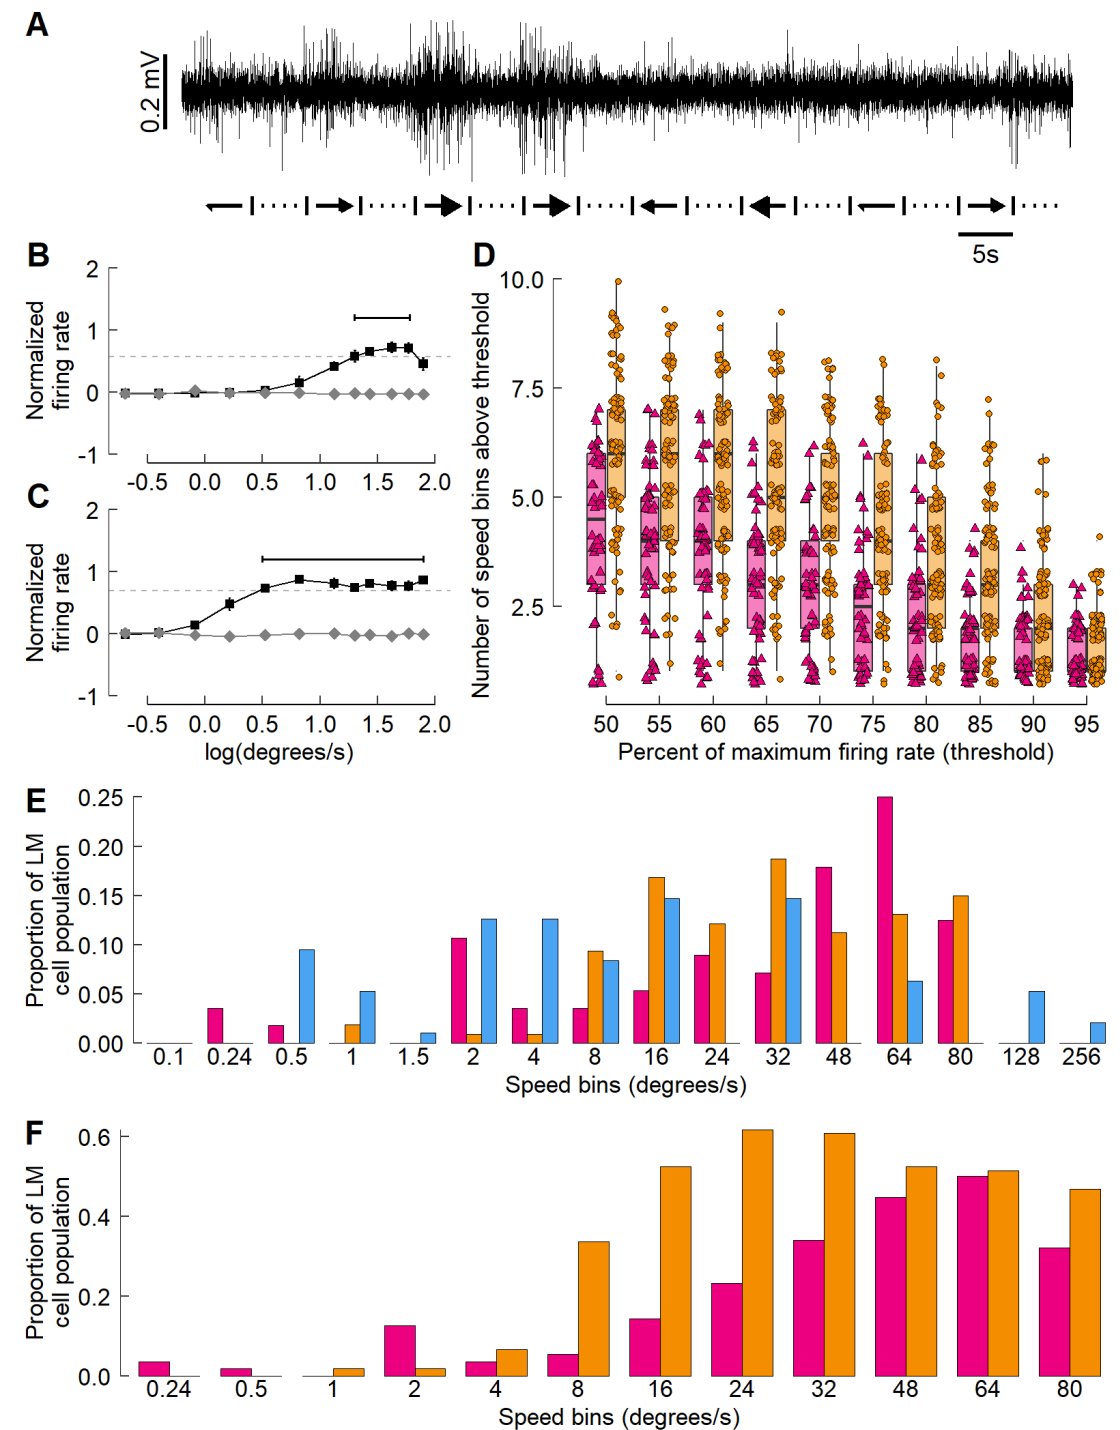 A
0.2 mV
5s
B
2
1
0
-1
Normalized
firing rate
-0.5 0.0 0.5 1.0 1.5 2.0
C
2
1
0
-1
Normalized
firing rate
-0.5 0.0 0.5 1.0 1.5 2.0
log(degrees/s)
D
10.0
7.5
5.0
2.5
Number of speed bins above threshold
50 55 60 65 70 75 80 85 90 95
Percent of maximum firing rate (threshold)
E
0.25
0.20
0.15
0.10
0.05
0.00
Proportion of LM
cell population
0.1 0.24 0.5 1 1.5 2 4 8 16 24 32 48 64 80 128 256
Speed bins (degrees/s)
F
0.6
0.4
0.2
0.0
Proportion of LM
cell population
0.24 0.5 1 2 4 8 16 24 32 48 64 80
Speed bins (degrees/s)